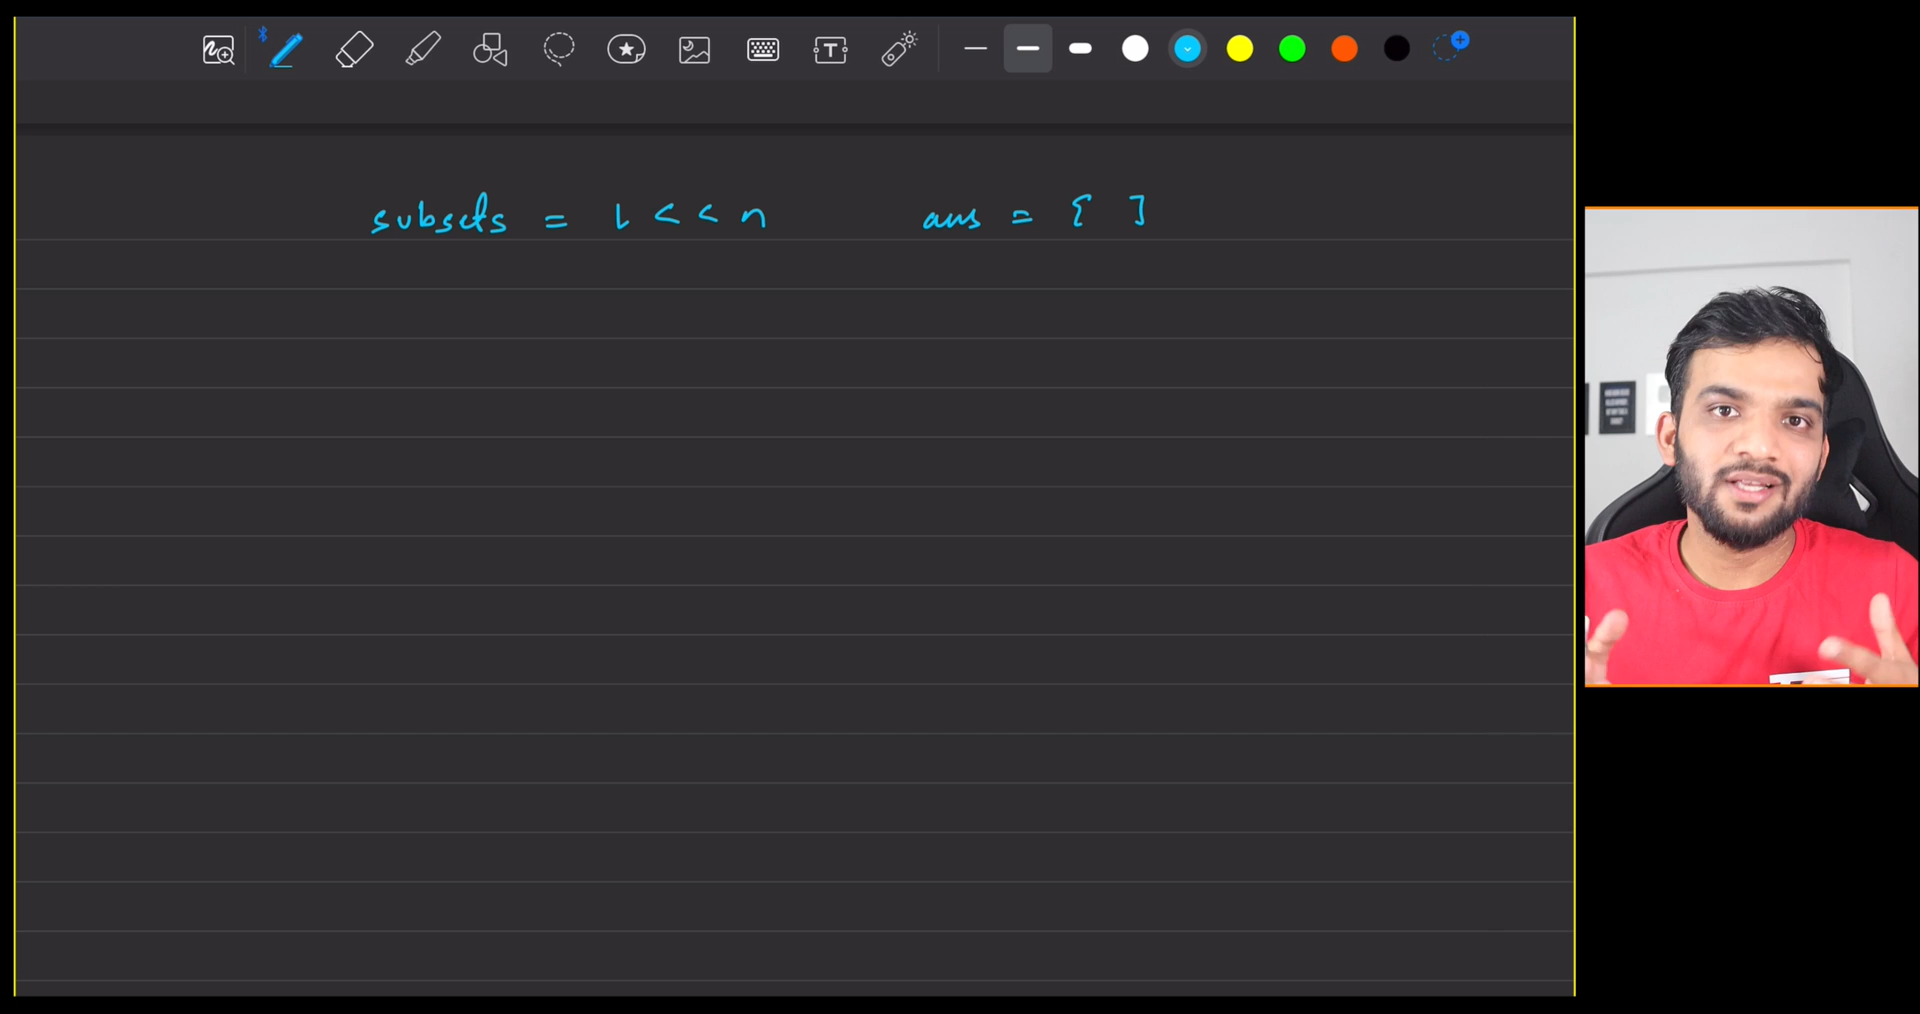 subsets = 1 << n ans = [ ]